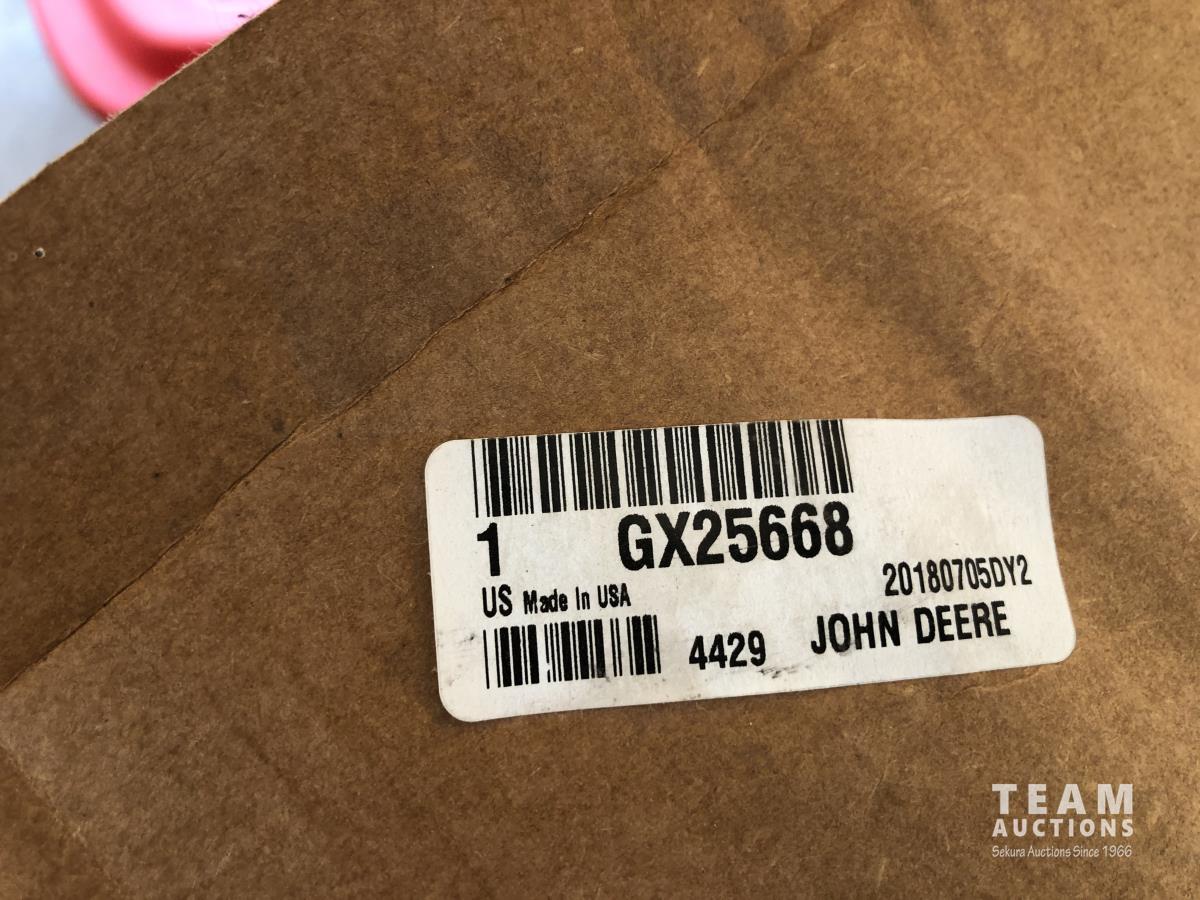 1 GX25668
20180705DY2
US Made In USA
4429 JOHN DEERE
TEAM
AUCTIONS
Sekura Auctions Since 1966